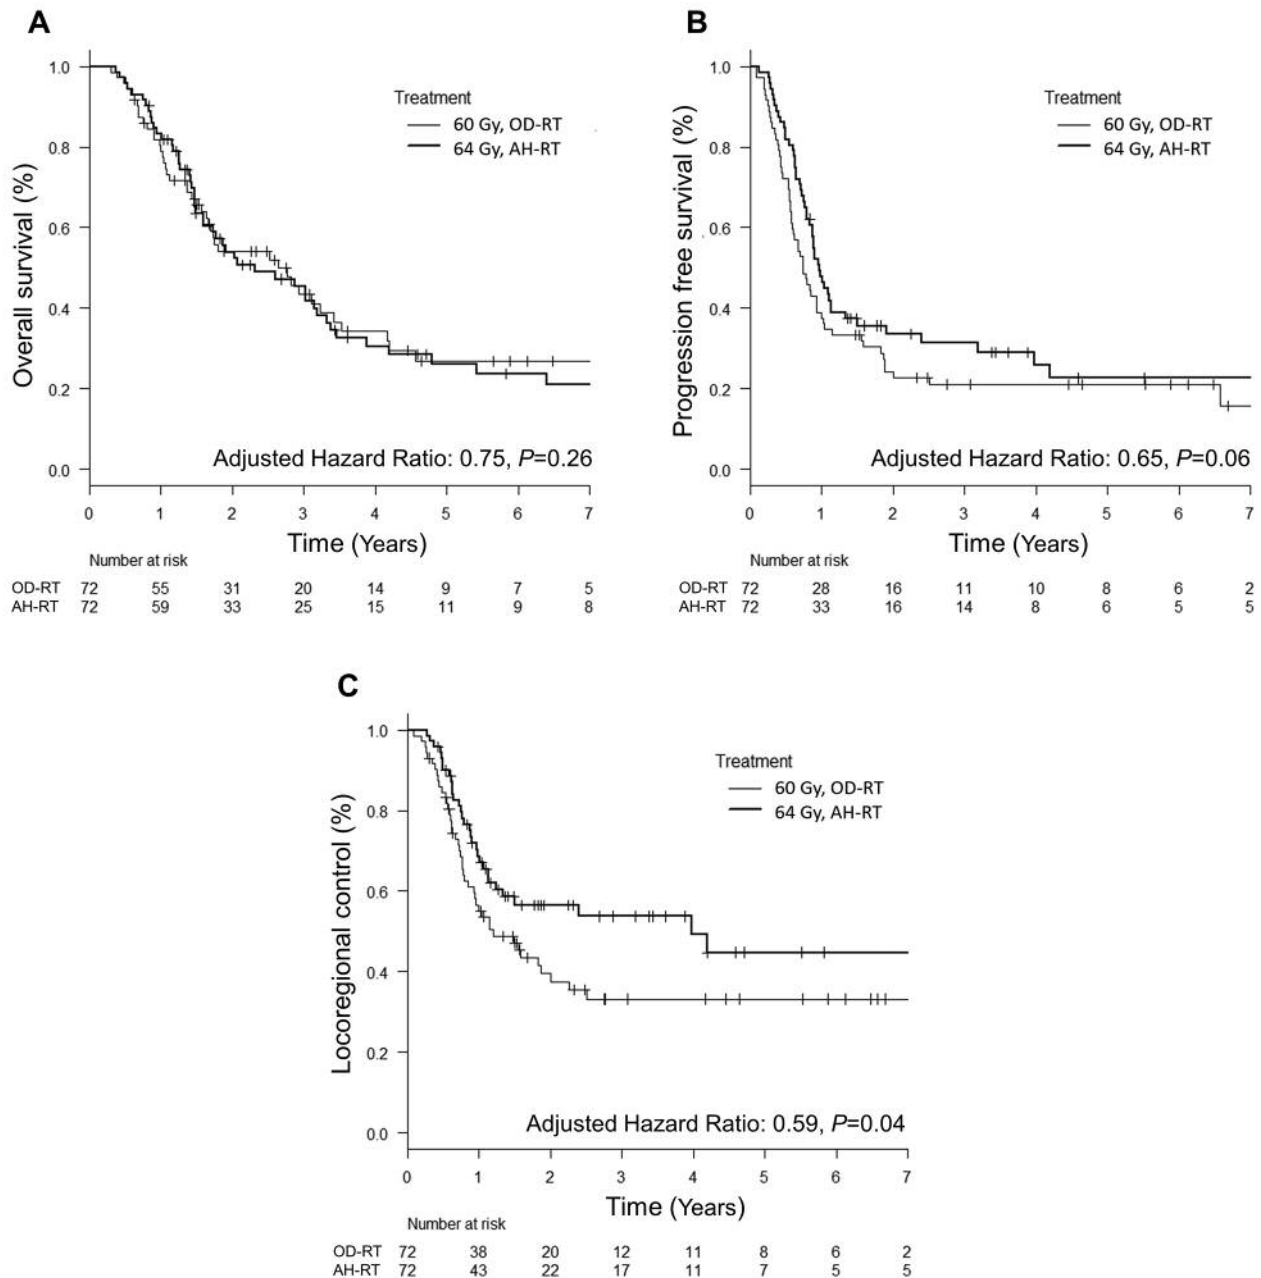 A
Overall survival (%)
1.0
0.8
0.6
0.4
0.2
0.0
Treatment
60 Gy, OD-RT
64 Gy, AH-RT
Adjusted Hazard Ratio: 0.75, P=0.26
0 1 2 3 4 5 6 7
Time (Years)
Number at risk
OD-RT 72 55 31 20 14 9 7 5
AH-RT 72 59 33 25 15 11 9 8
B
Progression free survival (%)
1.0
0.8
0.6
0.4
0.2
0.0
Treatment
60 Gy, OD-RT
64 Gy, AH-RT
Adjusted Hazard Ratio: 0.65, P=0.06
0 1 2 3 4 5 6 7
Time (Years)
Number at risk
OD-RT 72 28 16 11 10 8 6 2
AH-RT 72 33 16 14 8 6 5 5
C
Locoregional control (%)
1.0
0.8
0.6
0.4
0.2
0.0
Treatment
60 Gy, OD-RT
64 Gy, AH-RT
Adjusted Hazard Ratio: 0.59, P=0.04
0 1 2 3 4 5 6 7
Time (Years)
Number at risk
OD-RT 72 38 20 12 11 8 6 2
AH-RT 72 43 22 17 11 7 5 5